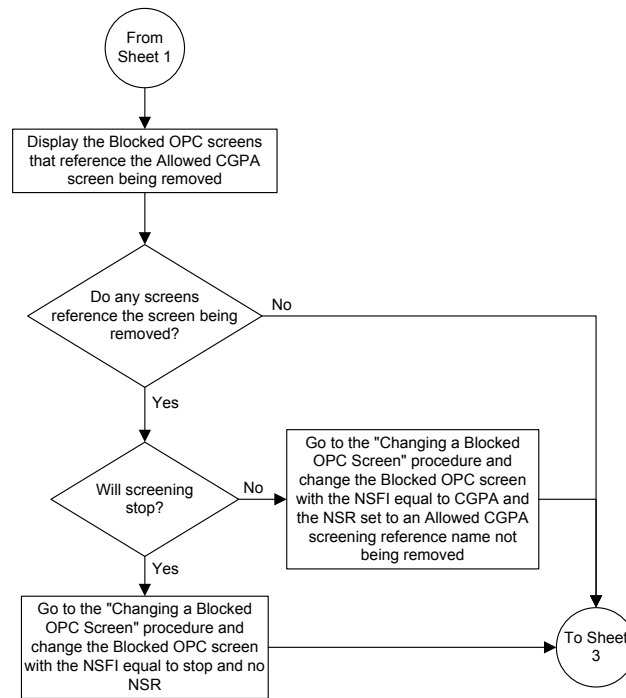 From
Sheet 1
Display the Blocked OPC screens
that reference the Allowed CGPA
screen being removed
Do any screens
reference the screen being
removed?
No
Yes
Will screening
stop?
No
Go to the "Changing a Blocked
OPC Screen" procedure and
change the Blocked OPC screen
with the NSFI equal to CGPA and
the NSR set to an Allowed CGPA
screening reference name not
being removed
Yes
Go to the "Changing a Blocked
OPC Screen" procedure and
change the Blocked OPC screen
with the NSFI equal to stop and no
NSR
To Sheet
3